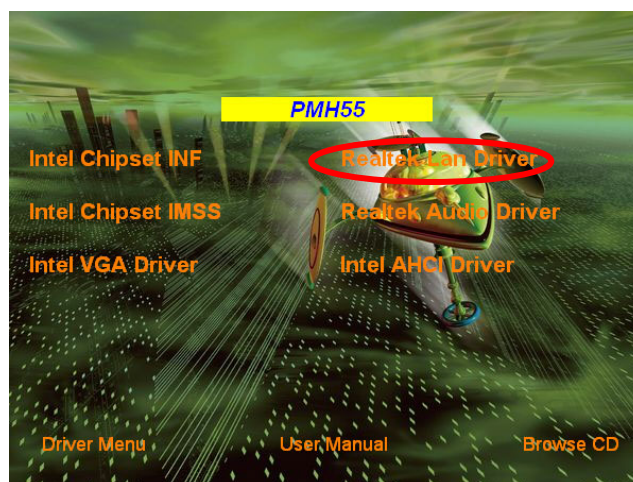 PMH55
Intel Chipset INF
Realtek Lan Driver
Intel Chipset IMSS
Realtek Audio Driver
Intel VGA Driver
Intel AHCI Driver
Driver Menu
User Manual
Browse CD